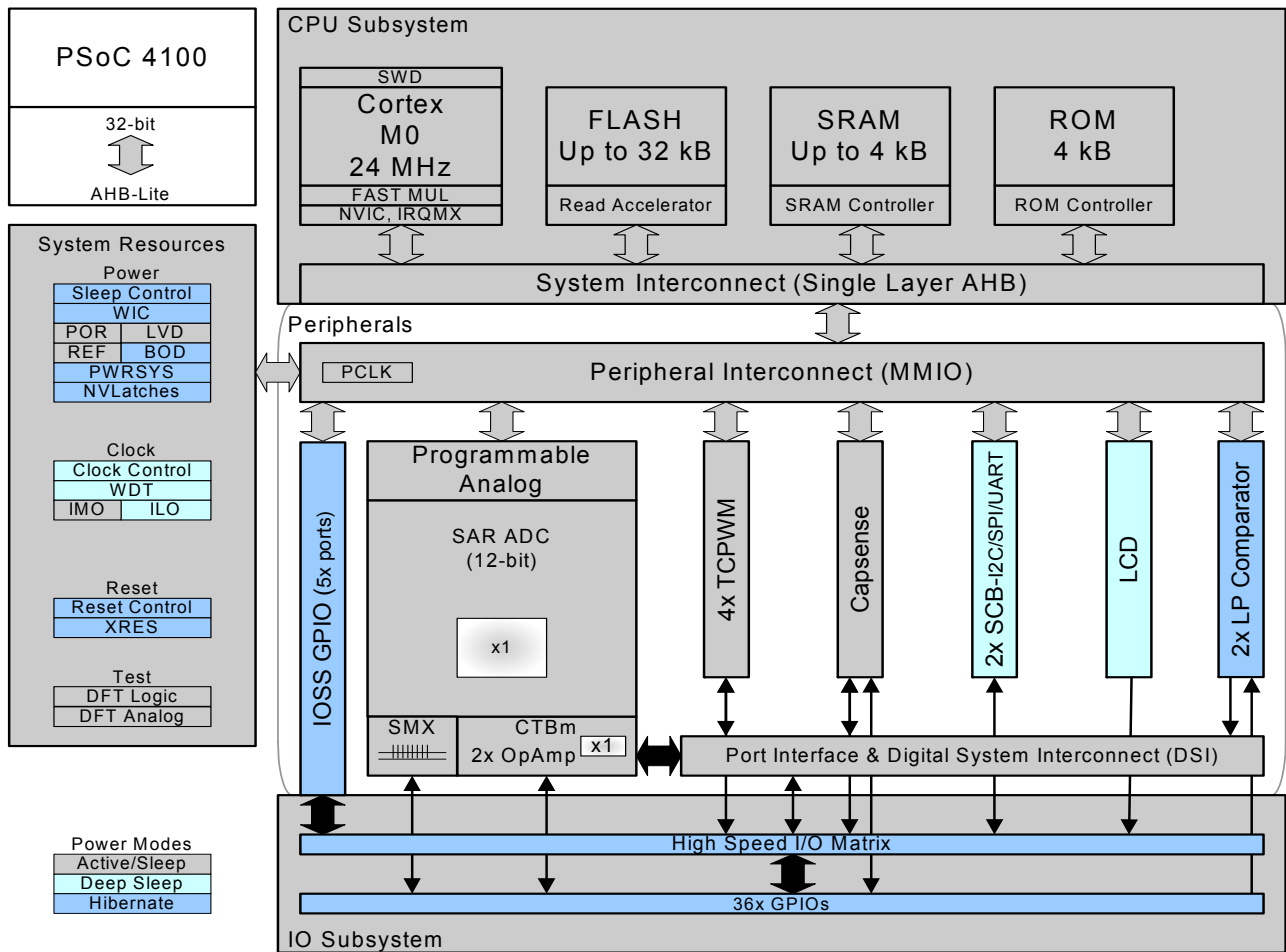 PSoC 4100
32-bit
AHB-Lite
System Resources
Power
Sleep Control
WIC
POR LVD
REF BOD
PWRSYS
NVLatches
Clock
Clock Control
WDT
IMO ILO
Reset
Reset Control
XRES
Test
DFT Logic
DFT Analog
Power Modes
Active/Sleep
Deep Sleep
Hibernate
CPU Subsystem
SWD
Cortex
M0
24 MHz
FAST MUL
NVIC, IRQMX
FLASH
Up to 32 kB
Read Accelerator
SRAM
Up to 4 kB
SRAM Controller
ROM
4 kB
ROM Controller
System Interconnect (Single Layer AHB)
Peripherals
PCLK
Peripheral Interconnect (MMIO)
IOSS GPIO (5x ports)
Programmable
Analog
SAR ADC
(12-bit)
x1
SMX
CTBm
2x OpAmp
x1
4x TCPWM
Capsense
2x SCB-I2C/SPI/UART
LCD
2x LP Comparator
Port Interface & Digital System Interconnect (DSI)
High Speed I/O Matrix
36x GPIOs
IO Subsystem